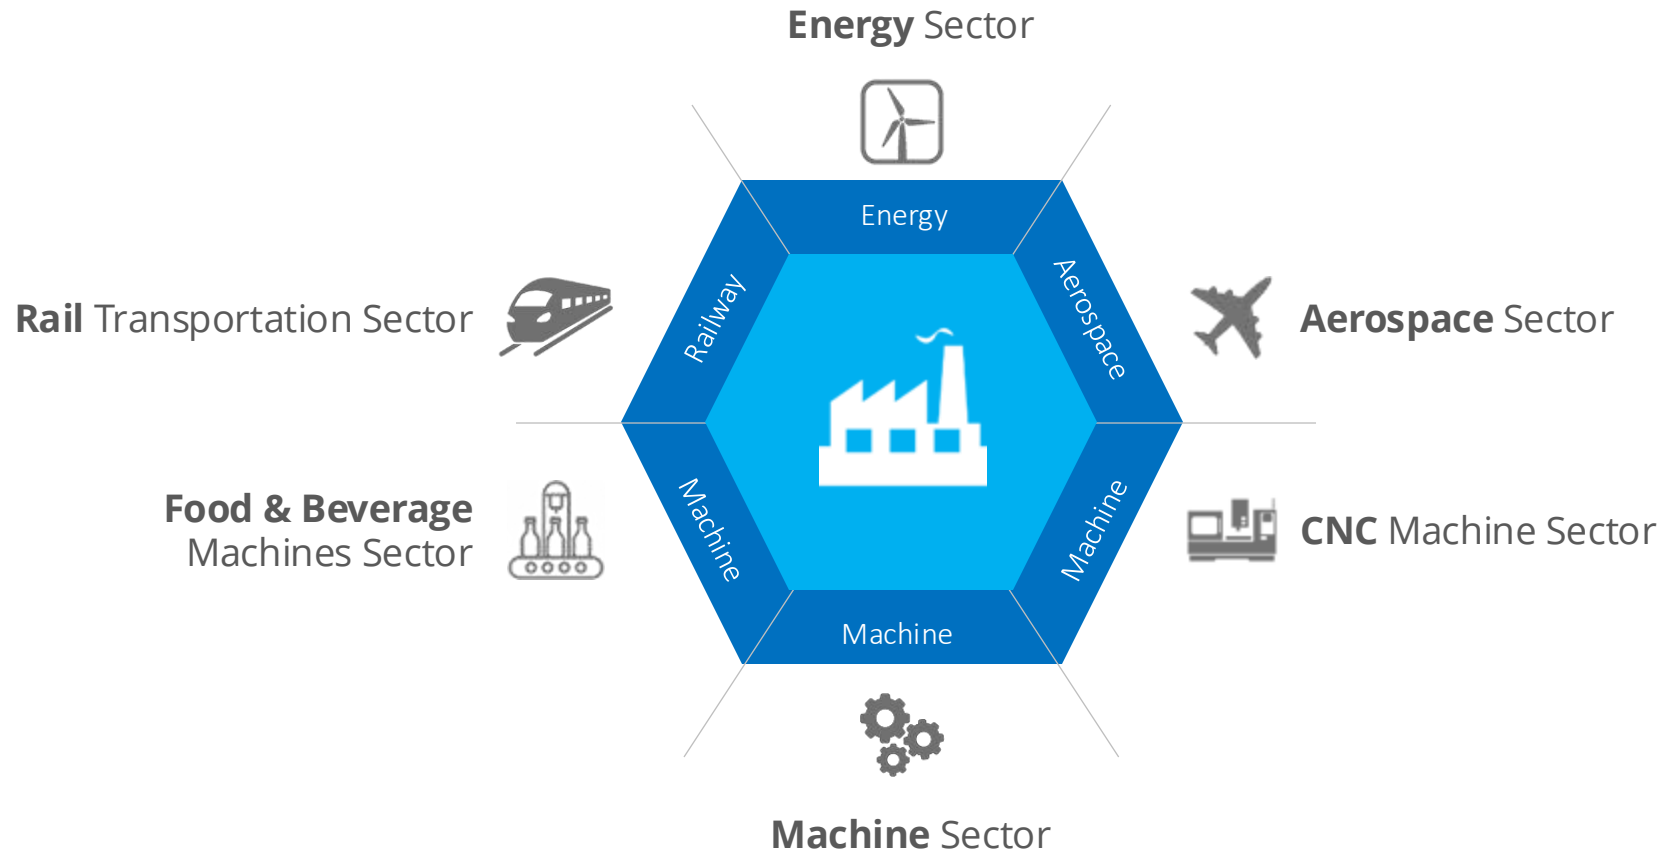 Energy Sector
Energy
Railway
Aerospace
Rail Transportation Sector
Aerospace Sector
Food & Beverage
Machines Sector
Machine
Machine
CNC Machine Sector
Machine
Machine Sector